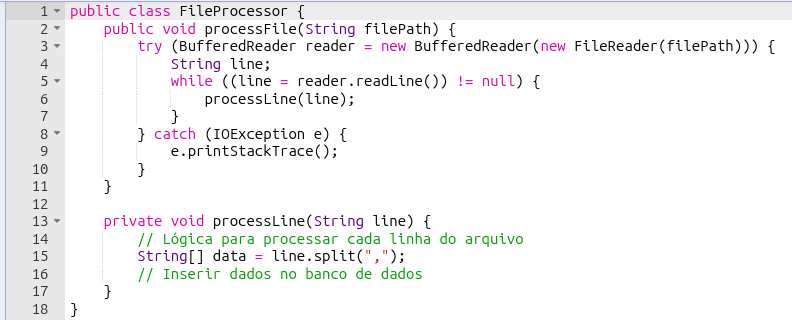 1 public class FileProcessor {
2 public void processFile(String filePath) {
3 try (BufferedReader reader = new BufferedReader(new FileReader(filePath))) {
4 String line;
5 while ((line = reader.readLine()) != null) {
6 processLine(line);
7 }
8 } catch (IOException e) {
9 e.printStackTrace();
10 }
11 }
12
13 private void processLine(String line) {
14 // Lógica para processar cada linha do arquivo
15 String[] data = line.split(",");
16 // Inserir dados no banco de dados
17 }
18 }